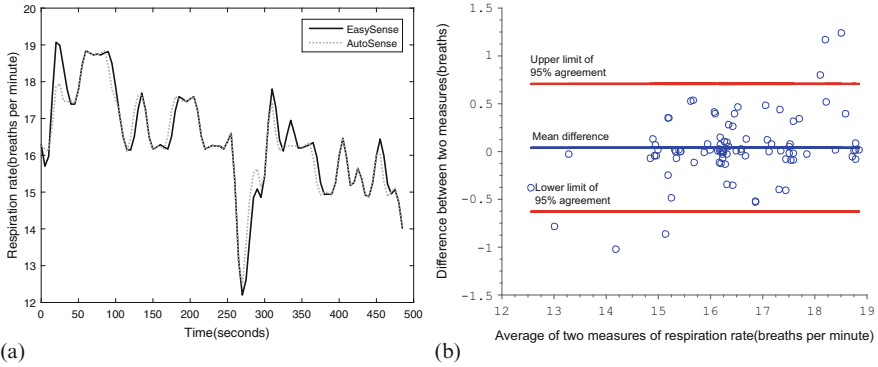 20
19
18
17
16
15
14
13
12
Respiration rate(breaths per minute)
EasySense
AutoSense
0 50 100 150 200 250 300 350 400 450 500
Time(seconds)
(a)
1.5
1
0.5
0
-0.5
-1
-1.5
Difference between two measures(breaths)
Upper limit of
95% agreement
Mean difference
Lower limit of
95% agreement
12 13 14 15 16 17 18 19
Average of two measures of respiration rate(breaths per minute)
(b)